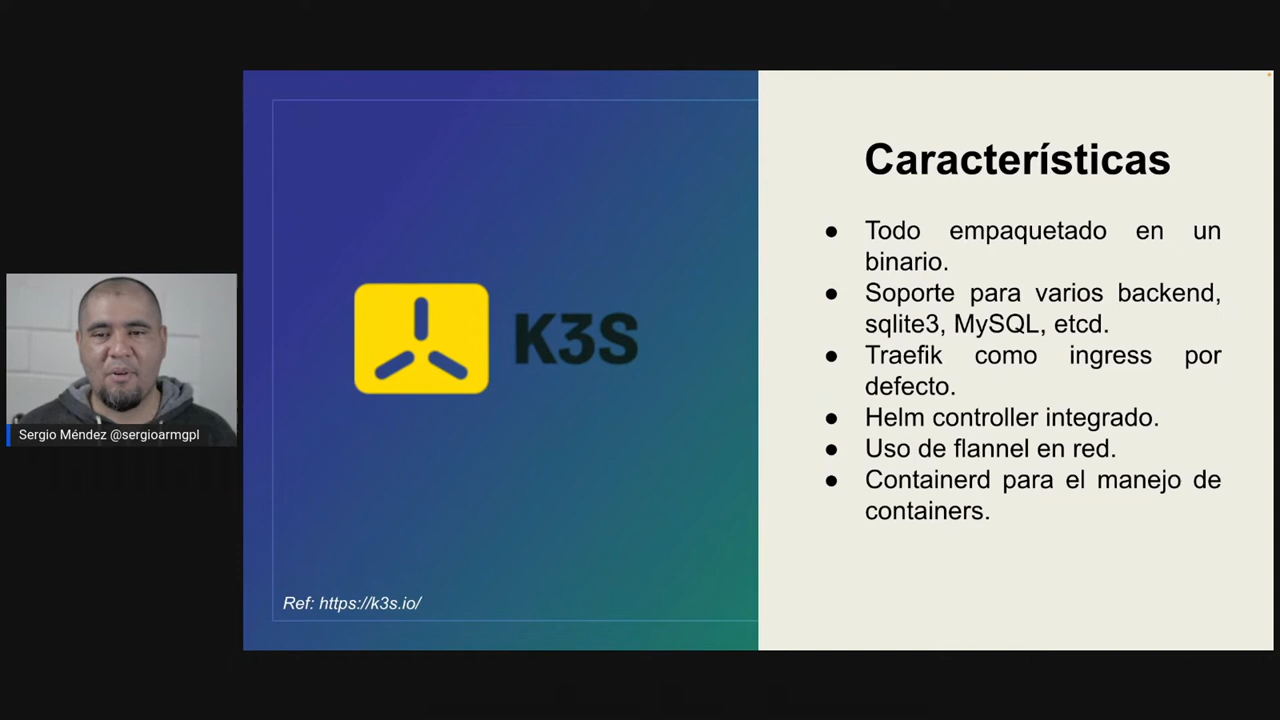 Características
● Todo empaquetado en un
binario.
● Soporte para varios backend,
sqlite3, MySQL, etcd.
● Traefik como ingress por
defecto.
● Helm controller integrado.
● Uso de flannel en red.
● Containerd para el manejo de
containers.
K3S
Ref: https://k3s.io/
Sergio Méndez @sergioarmgpl